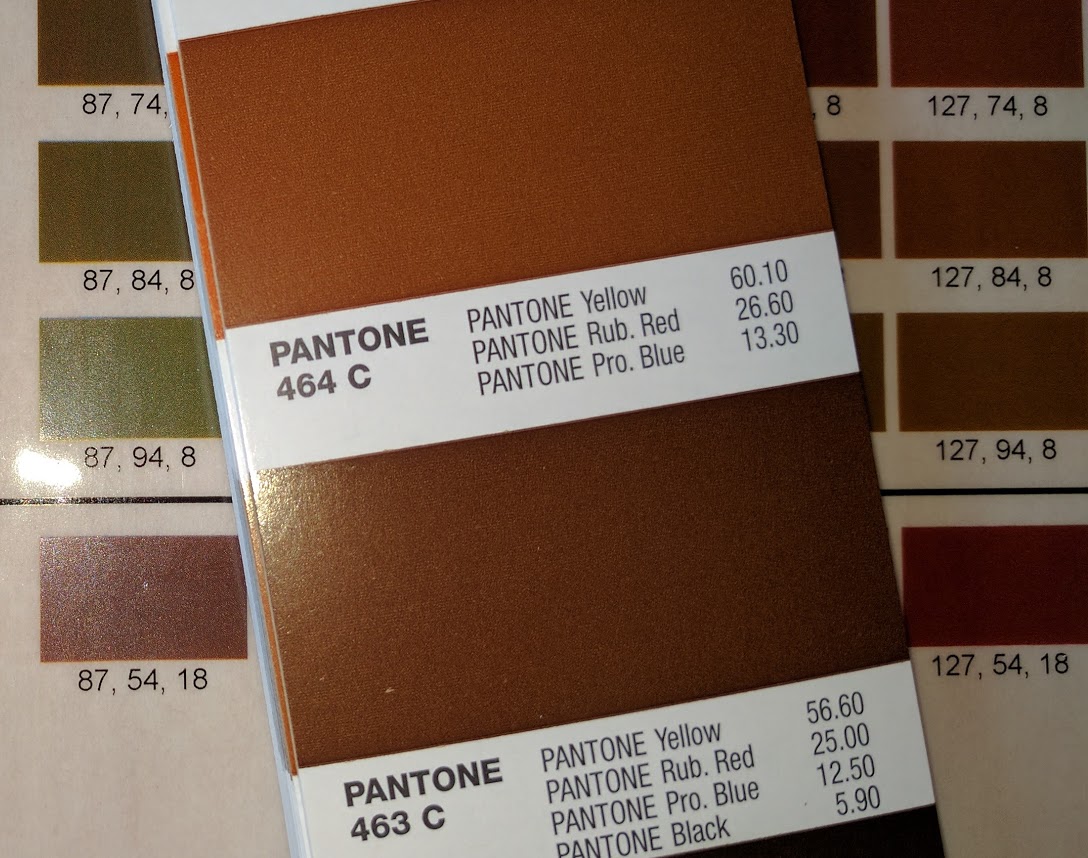 87, 74,
, 8
127, 74, 8
87, 84, 8
127, 84, 8
PANTONE
464 C
PANTONE Yellow 60.10
PANTONE Rub. Red 26.60
PANTONE Pro. Blue 13.30
87, 94, 8
127, 94, 8
87, 54, 18
127, 54, 18
PANTONE
463 C
PANTONE Yellow 56.60
PANTONE Rub. Red 25.00
PANTONE Pro. Blue 12.50
PANTONE Black 5.90